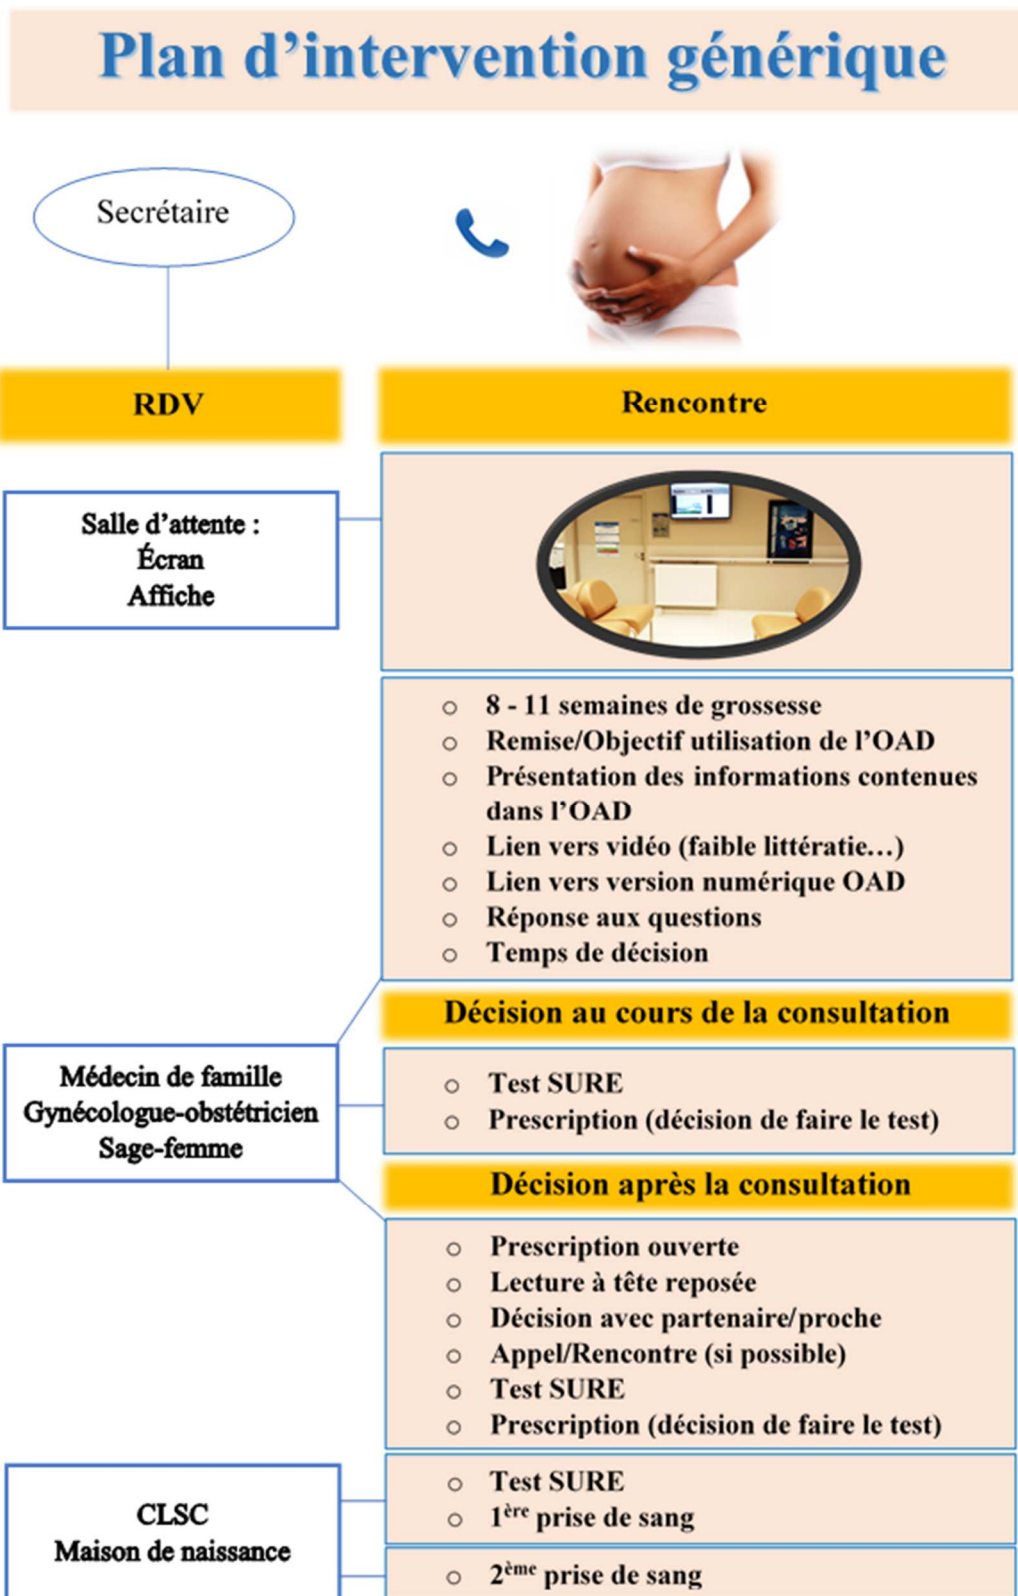 Plan d’intervention générique
Secrétaire
RDV
Rencontre
Salle d’attente :
Écran
Affiche
○ 8 - 11 semaines de grossesse
○ Remise/Objectif utilisation de l’OAD
○ Présentation des informations contenues
dans l’OAD
○ Lien vers vidéo (faible littératie…)
○ Lien vers version numérique OAD
○ Réponse aux questions
○ Temps de décision
Décision au cours de la consultation
Médecin de famille
Gynécologue-obstétricien
Sage-femme
○ Test SURE
○ Prescription (décision de faire le test)
Décision après la consultation
○ Prescription ouverte
○ Lecture à tête reposée
○ Décision avec partenaire/proche
○ Appel/Rencontre (si possible)
○ Test SURE
○ Prescription (décision de faire le test)
CLSC
Maison de naissance
○ Test SURE
○ 1ère prise de sang
○ 2ème prise de sang